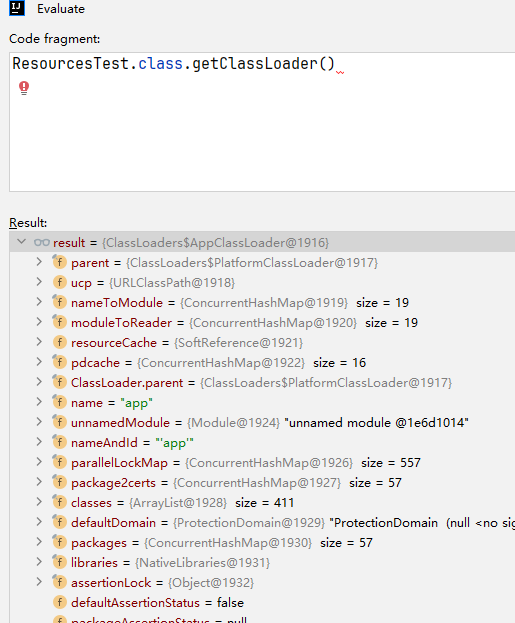 IJ Evaluate
Code fragment:
ResourcesTest.class.getClassLoader()
Result:
result = {ClassLoaders$AppClassLoader@1916}
f parent = {ClassLoaders$PlatformClassLoader@1917}
f ucp = {URLClassPath@1918}
f nameToModule = {ConcurrentHashMap@1919} size = 19
f moduleToReader = {ConcurrentHashMap@1920} size = 19
f resourceCache = {SoftReference@1921}
f pdcache = {ConcurrentHashMap@1922} size = 16
f ClassLoader.parent = {ClassLoaders$PlatformClassLoader@1917}
f name = "app"
f unnamedModule = {Module@1924} "unnamed module @1e6d1014"
f nameAndId = "'app'"
f parallelLockMap = {ConcurrentHashMap@1926} size = 557
f package2certs = {ConcurrentHashMap@1927} size = 57
f classes = {ArrayList@1928} size = 411
f defaultDomain = {ProtectionDomain@1929} "ProtectionDomain (null <no sig
f packages = {ConcurrentHashMap@1930} size = 57
f libraries = {NativeLibraries@1931}
f assertionLock = {Object@1932}
f defaultAssertionStatus = false
f packageAssertionStatus = null